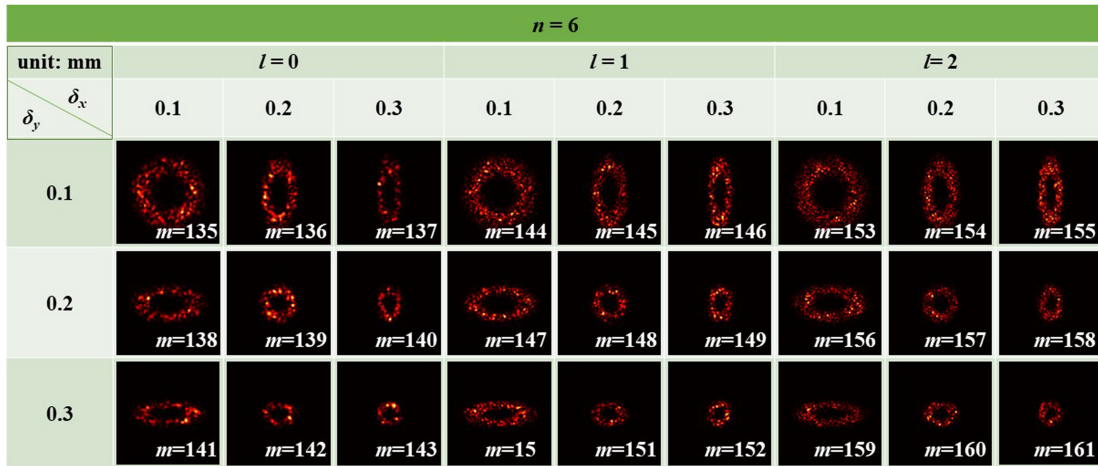 n = 6
unit: mm l = 0 l = 1 l= 2
δx
δy
0.1 0.2 0.3 0.1 0.2 0.3 0.1 0.2 0.3
0.1
m=135 m=136 m=137 m=144 m=145 m=146 m=153 m=154 m=155
0.2
m=138 m=139 m=140 m=147 m=148 m=149 m=156 m=157 m=158
0.3
m=141 m=142 m=143 m=15 m=151 m=152 m=159 m=160 m=161